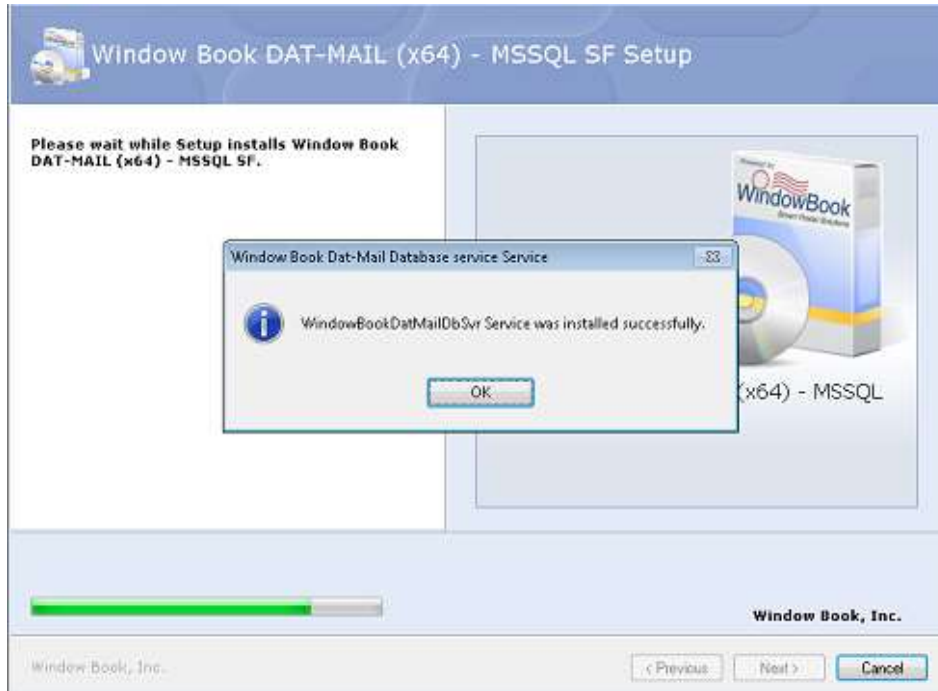 Window Book DAT-MAIL (x64) - MSSQL SF Setup
Please wait while Setup installs Window Book
DAT-MAIL (x64) - MSSQL SF.
WindowBook
Window Book Dat-Mail Database service Service
WindowBookDatMailDbSvr Service was installed successfully.
OK
(x64) - MSSQL
Window Book, Inc.
Window Book, Inc.
< Previous
Next >
Cancel